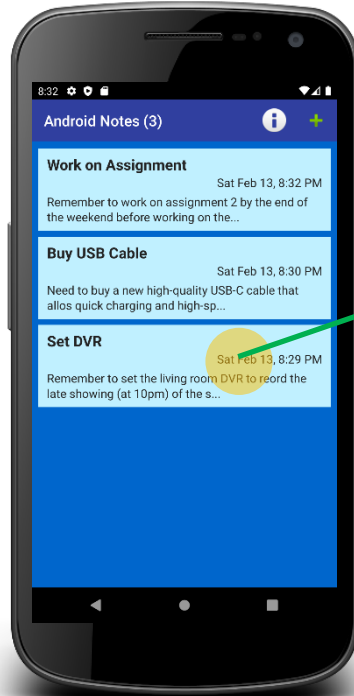 8:32
Android Notes (3)
Work on Assignment
Sat Feb 13, 8:32 PM
Remember to work on assignment 2 by the end of
the weekend before working on the...
Buy USB Cable
Sat Feb 13, 8:30 PM
Need to buy a new high-quality USB-C cable that
allos quick charging and high-sp...
Set DVR
Sat Feb 13, 8:29 PM
Remember to set the living room DVR to reord the
late showing (at 10pm) of the s...